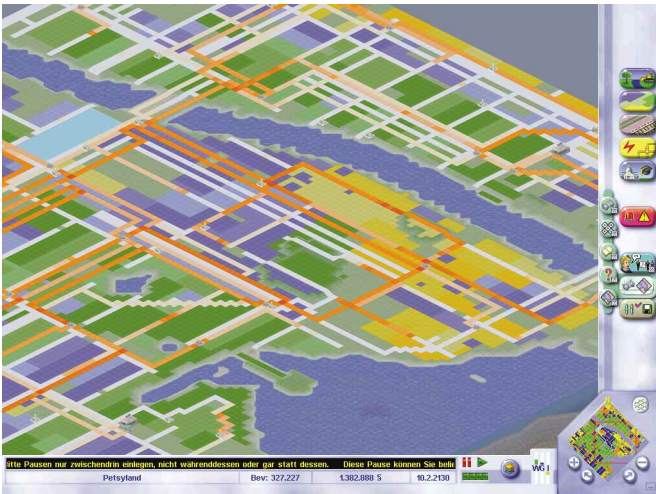 itte Pausen nur zwischendrin einlegen, nicht währenddessen oder gar statt dessen. Diese Pause können Sie belie
Petsyland Bev: 327.227 1.382.888 § 10.2.2130